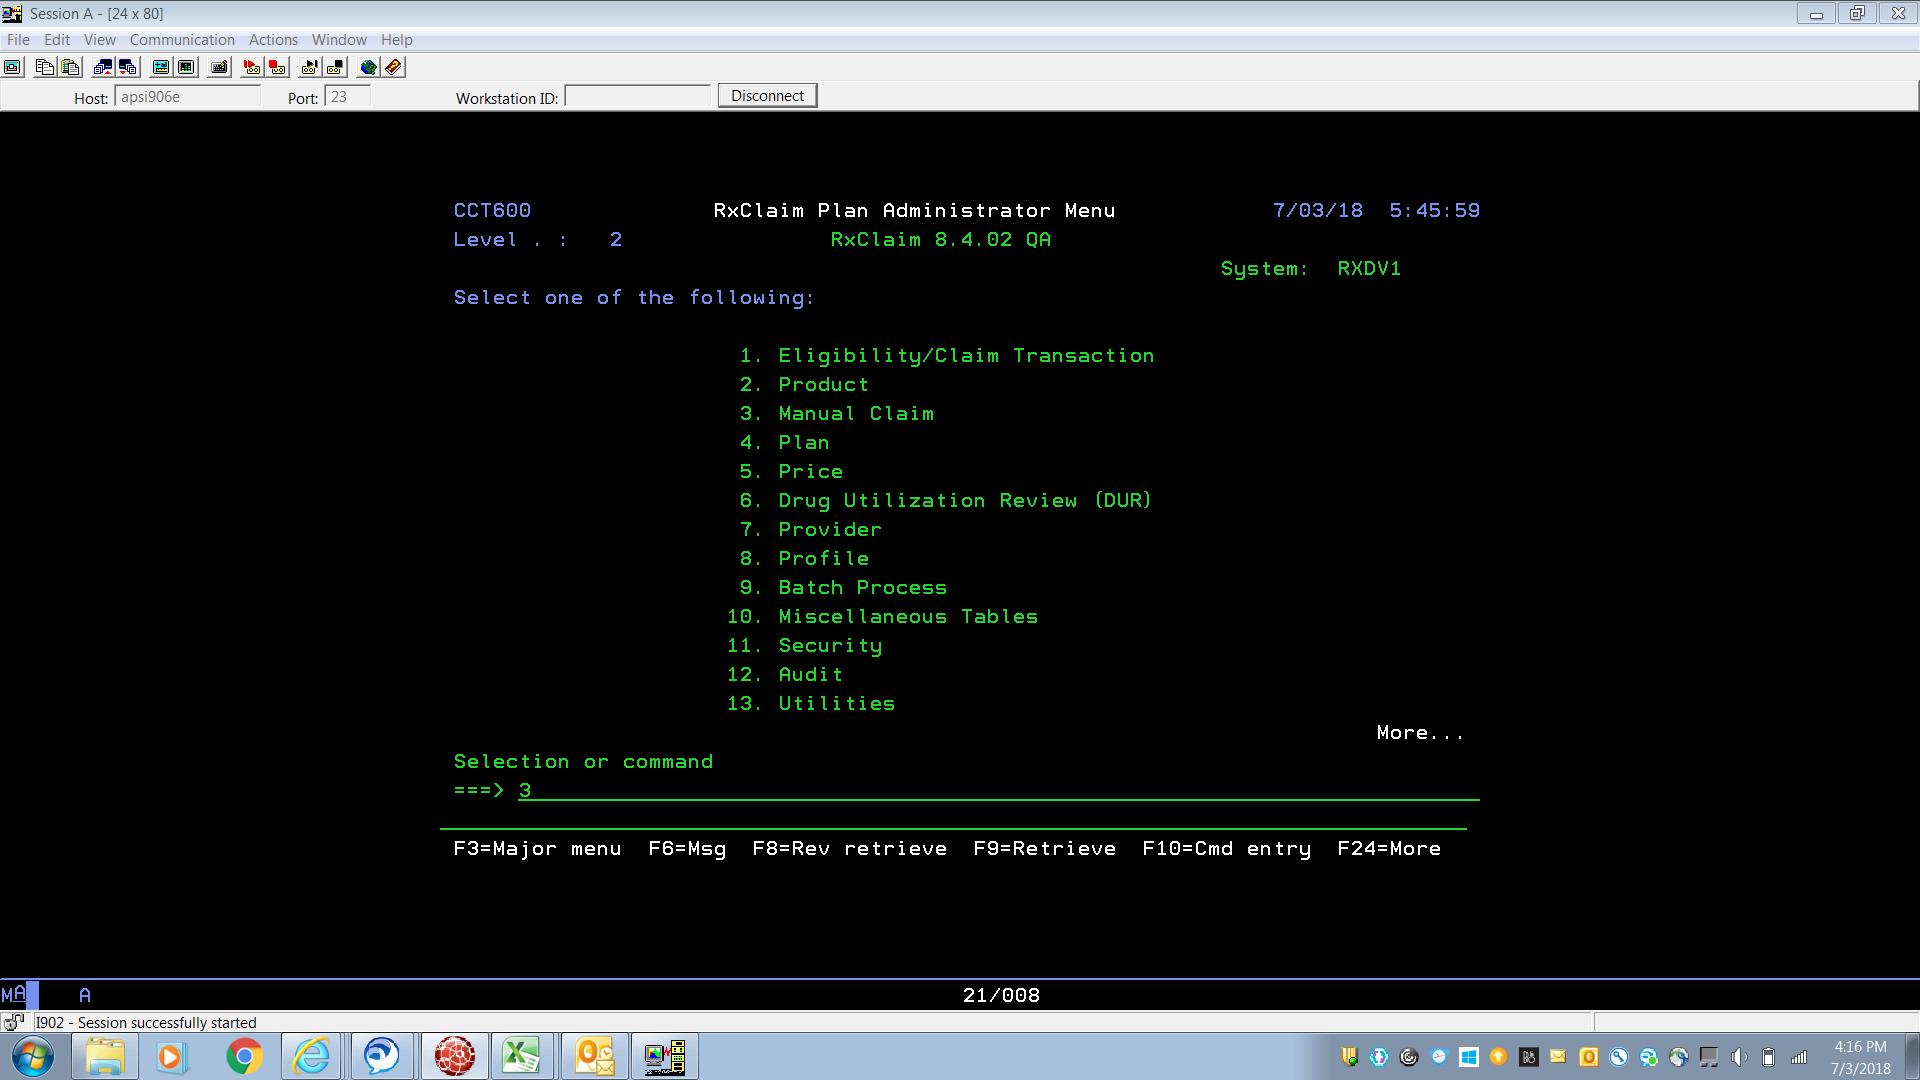 Session A - [24 x 80]
File Edit View Communication Actions Window Help
Host: apsi906e Port: 23 Workstation ID: Disconnect
CCT600 RxClaim Plan Administrator Menu 7/03/18 5:45:59
Level . : 2 RxClaim 8.4.02 QA
System: RXDV1
Select one of the following:
1. Eligibility/Claim Transaction
2. Product
3. Manual Claim
4. Plan
5. Price
6. Drug Utilization Review (DUR)
7. Provider
8. Profile
9. Batch Process
10. Miscellaneous Tables
11. Security
12. Audit
13. Utilities
More...
Selection or command
===> 3
F3=Major menu F6=Msg F8=Rev retrieve F9=Retrieve F10=Cmd entry F24=More
MA A 21/008
I902 - Session successfully started
4:16 PM
7/3/2018